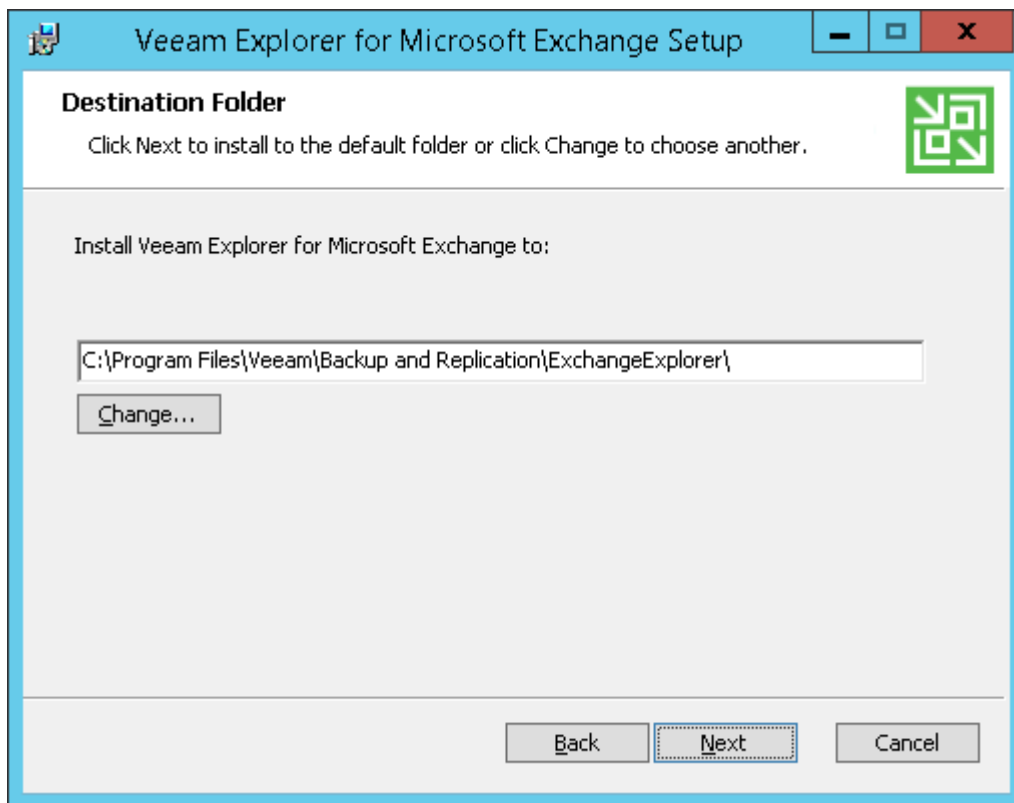 Veeam Explorer for Microsoft Exchange Setup
Destination Folder
Click Next to install to the default folder or click Change to choose another.
Install Veeam Explorer for Microsoft Exchange to:
C:\Program Files\Veeam\Backup and Replication\ExchangeExplorer\
Change...
Back Next Cancel